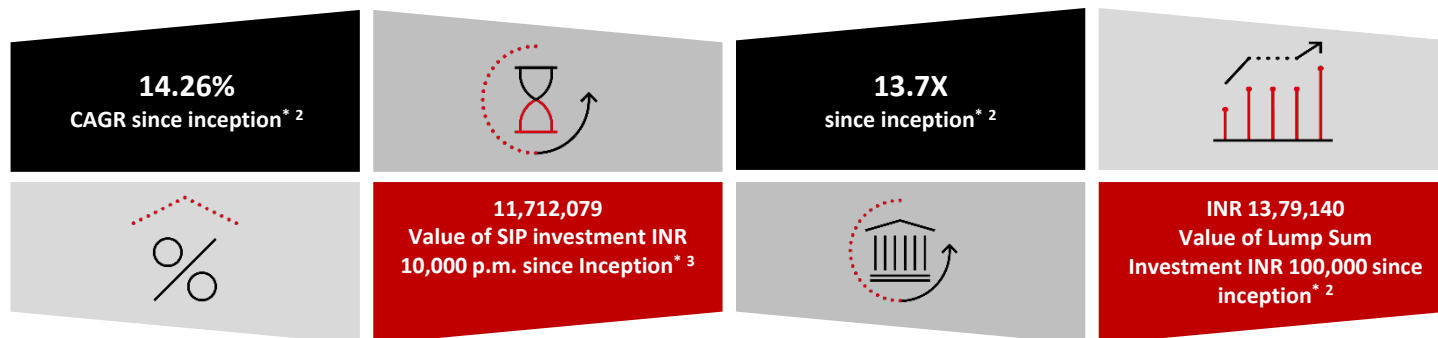 14.26%
CAGR since inception* 2
13.7X
since inception* 2
11,712,079
Value of SIP investment INR
10,000 p.m. since Inception* 3
INR 13,79,140
Value of Lump Sum
Investment INR 100,000 since
inception* 2